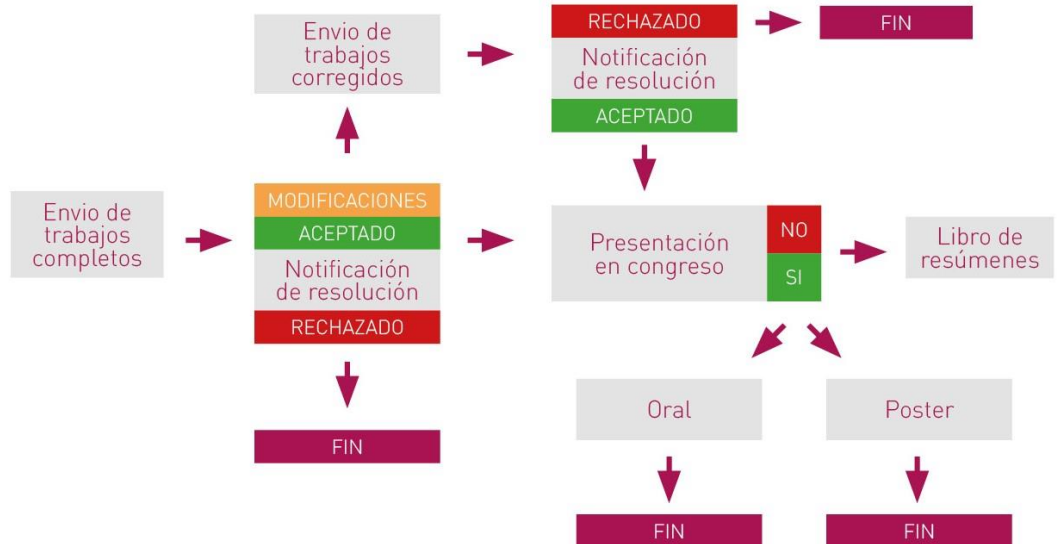 Envio de
trabajos
corregidos
RECHAZADO
Notificación
de resolución
ACEPTADO
FIN
Envio de
trabajos
completos
MODIFICACIONES
ACEPTADO
Notificación
de resolución
RECHAZADO
FIN
Presentación
en congreso
NO
SI
Libro de
resúmenes
Oral
Poster
FIN
FIN